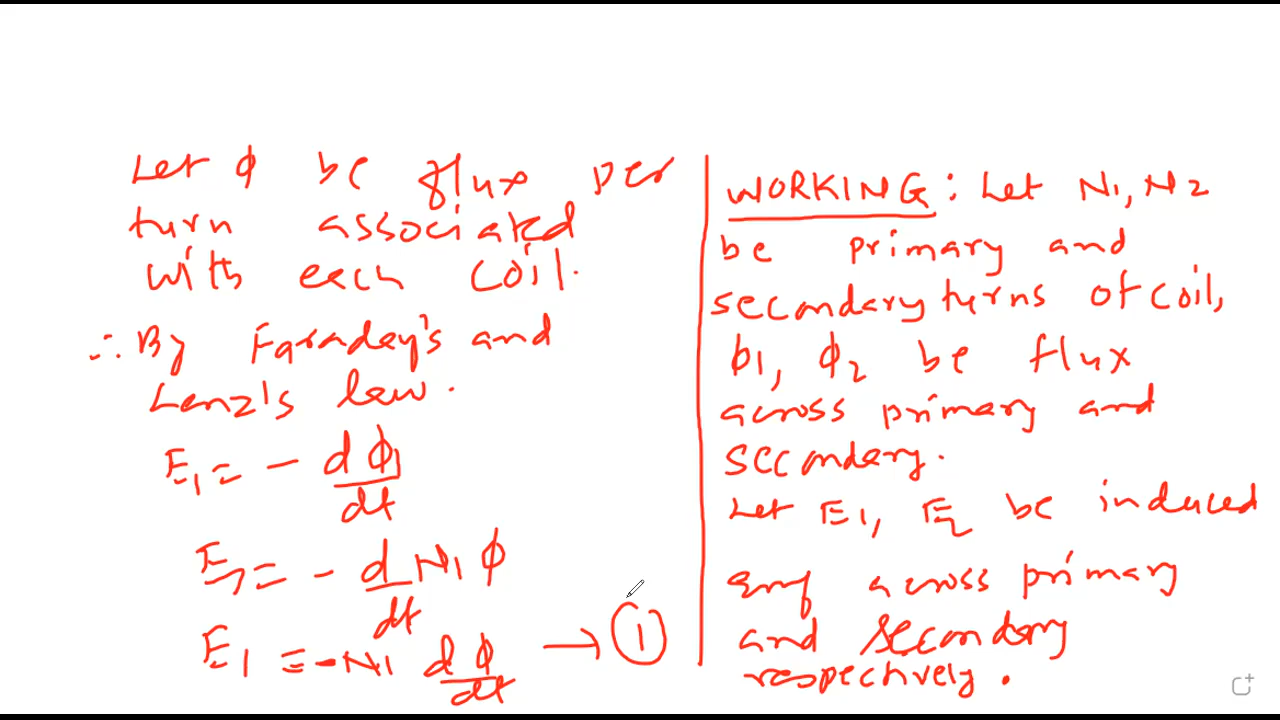 Let ϕ be flux per
turn associated
with each coil.
∴ By Faraday's and
Lenz's law.
E1 = - dϕ1/dt
E1 = - d/dt N1 ϕ
E1 = -N1 dϕ/dt → 1
WORKING : Let N1, N2
be primary and
secondary turns of coil,
ϕ1, ϕ2 be flux
across primary and
secondary.
Let E1, E2 be induced
emf across primary
and secondary
respectively.